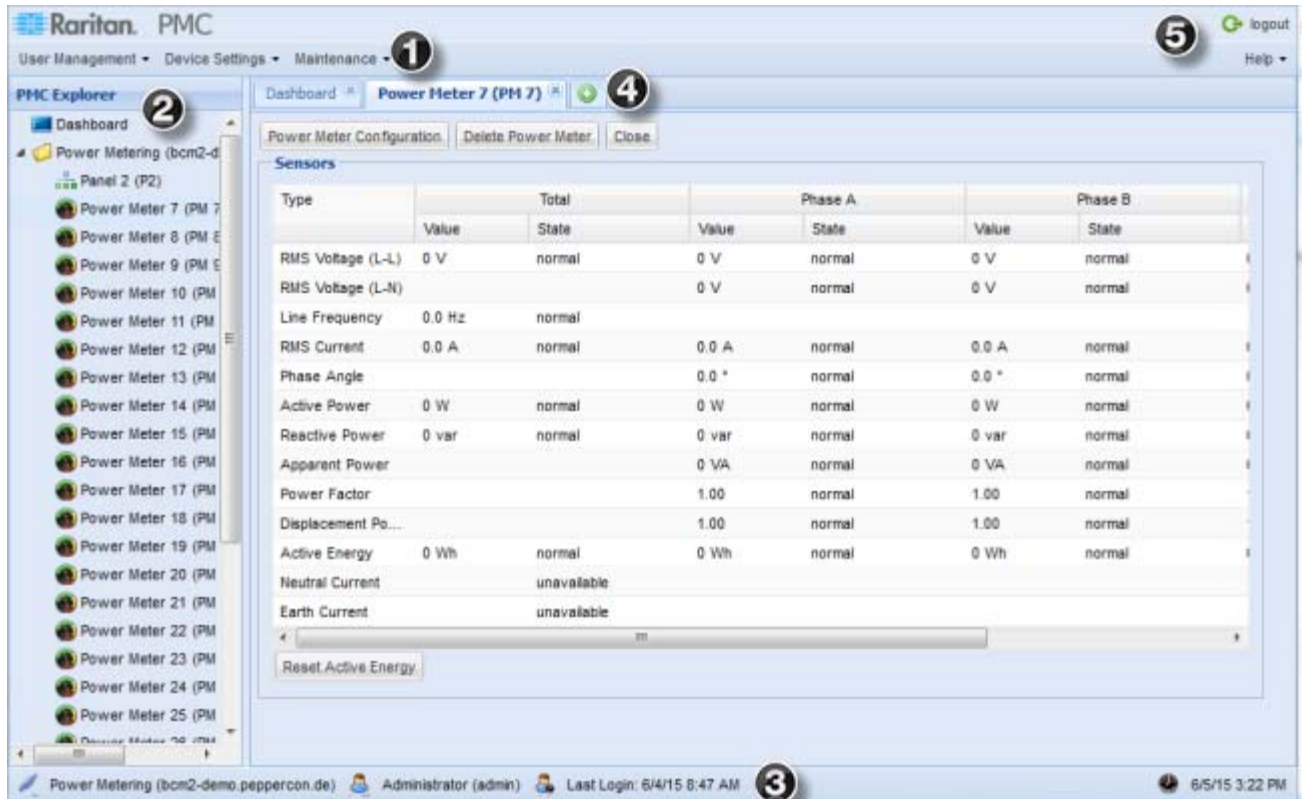 Raritan. PMC
logout
5
User Management Device Settings Maintenance 1 Help
PMC Explorer 2
Dashboard
Power Metering (bcm2-d
Panel 2 (P2)
Power Meter 7 (PM 7
Power Meter 8 (PM 8
Power Meter 9 (PM 9
Power Meter 10 (PM
Power Meter 11 (PM
Power Meter 12 (PM
Power Meter 13 (PM
Power Meter 14 (PM
Power Meter 15 (PM
Power Meter 16 (PM
Power Meter 17 (PM
Power Meter 18 (PM
Power Meter 19 (PM
Power Meter 20 (PM
Power Meter 21 (PM
Power Meter 22 (PM
Power Meter 23 (PM
Power Meter 24 (PM
Power Meter 25 (PM
Dashboard Power Meter 7 (PM 7) 4
Power Meter Configuration Delete Power Meter Close
Sensors
Type Total Phase A Phase B
Value State Value State Value State
RMS Voltage (L-L) 0 V normal 0 V normal 0 V normal
RMS Voltage (L-N) 0 V normal 0 V normal
Line Frequency 0.0 Hz normal
RMS Current 0.0 A normal 0.0 A normal 0.0 A normal
Phase Angle 0.0 ° normal 0.0 ° normal
Active Power 0 W normal 0 W normal 0 W normal
Reactive Power 0 var normal 0 var normal 0 var normal
Apparent Power 0 VA normal 0 VA normal
Power Factor 1.00 normal 1.00 normal
Displacement Po... 1.00 normal 1.00 normal
Active Energy 0 Wh normal 0 Wh normal 0 Wh normal
Neutral Current unavailable
Earth Current unavailable
Reset Active Energy
Power Metering (bcm2-demo.peppercon.de) Administrator (admin) Last Login: 6/4/15 8:47 AM 3 6/5/15 3:22 PM